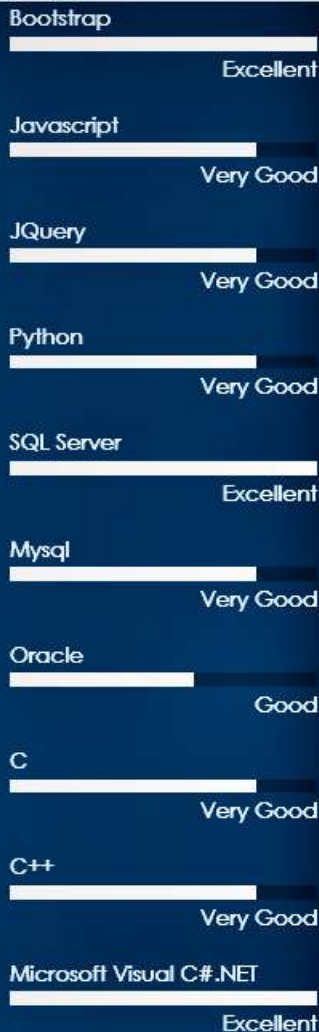 Bootstrap
Excellent
Javascript
Very Good
JQuery
Very Good
Python
Very Good
SQL Server
Excellent
Mysql
Very Good
Oracle
Good
C
Very Good
C++
Very Good
Microsoft Visual C#.NET
Excellent